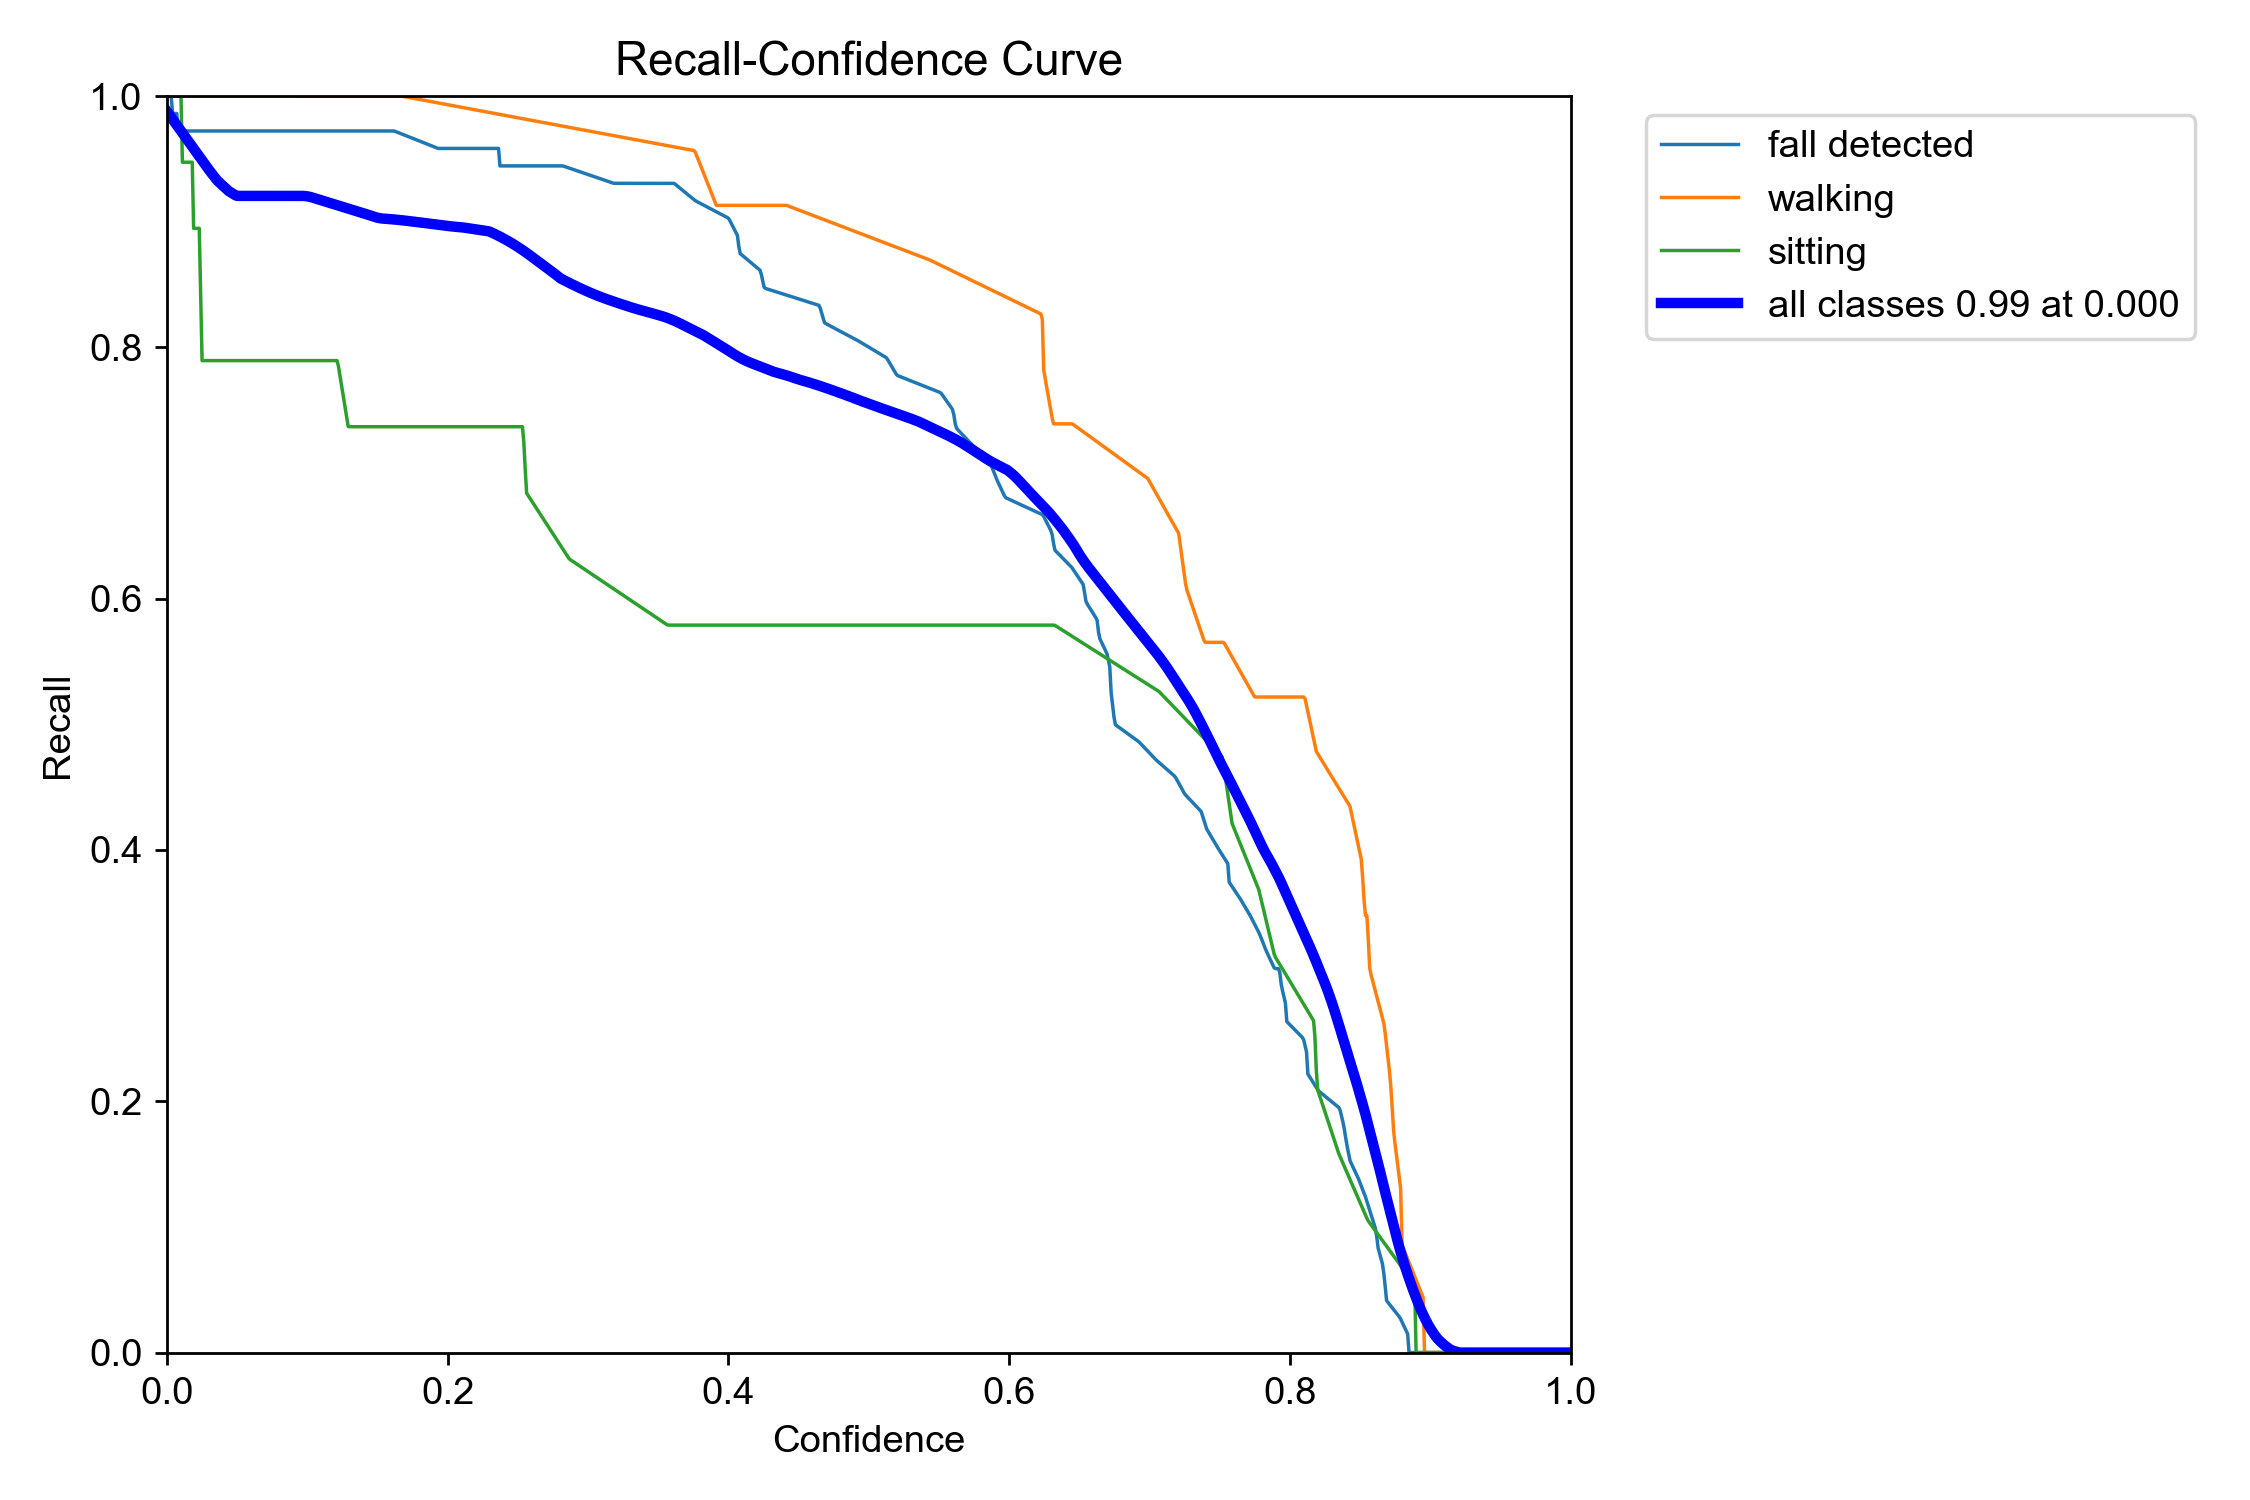 Recall-Confidence Curve
1.0
0.8
0.6
0.4
0.2
0.0
Recall
0.0 0.2 0.4 0.6 0.8 1.0
Confidence
fall detected
walking
sitting
all classes 0.99 at 0.000